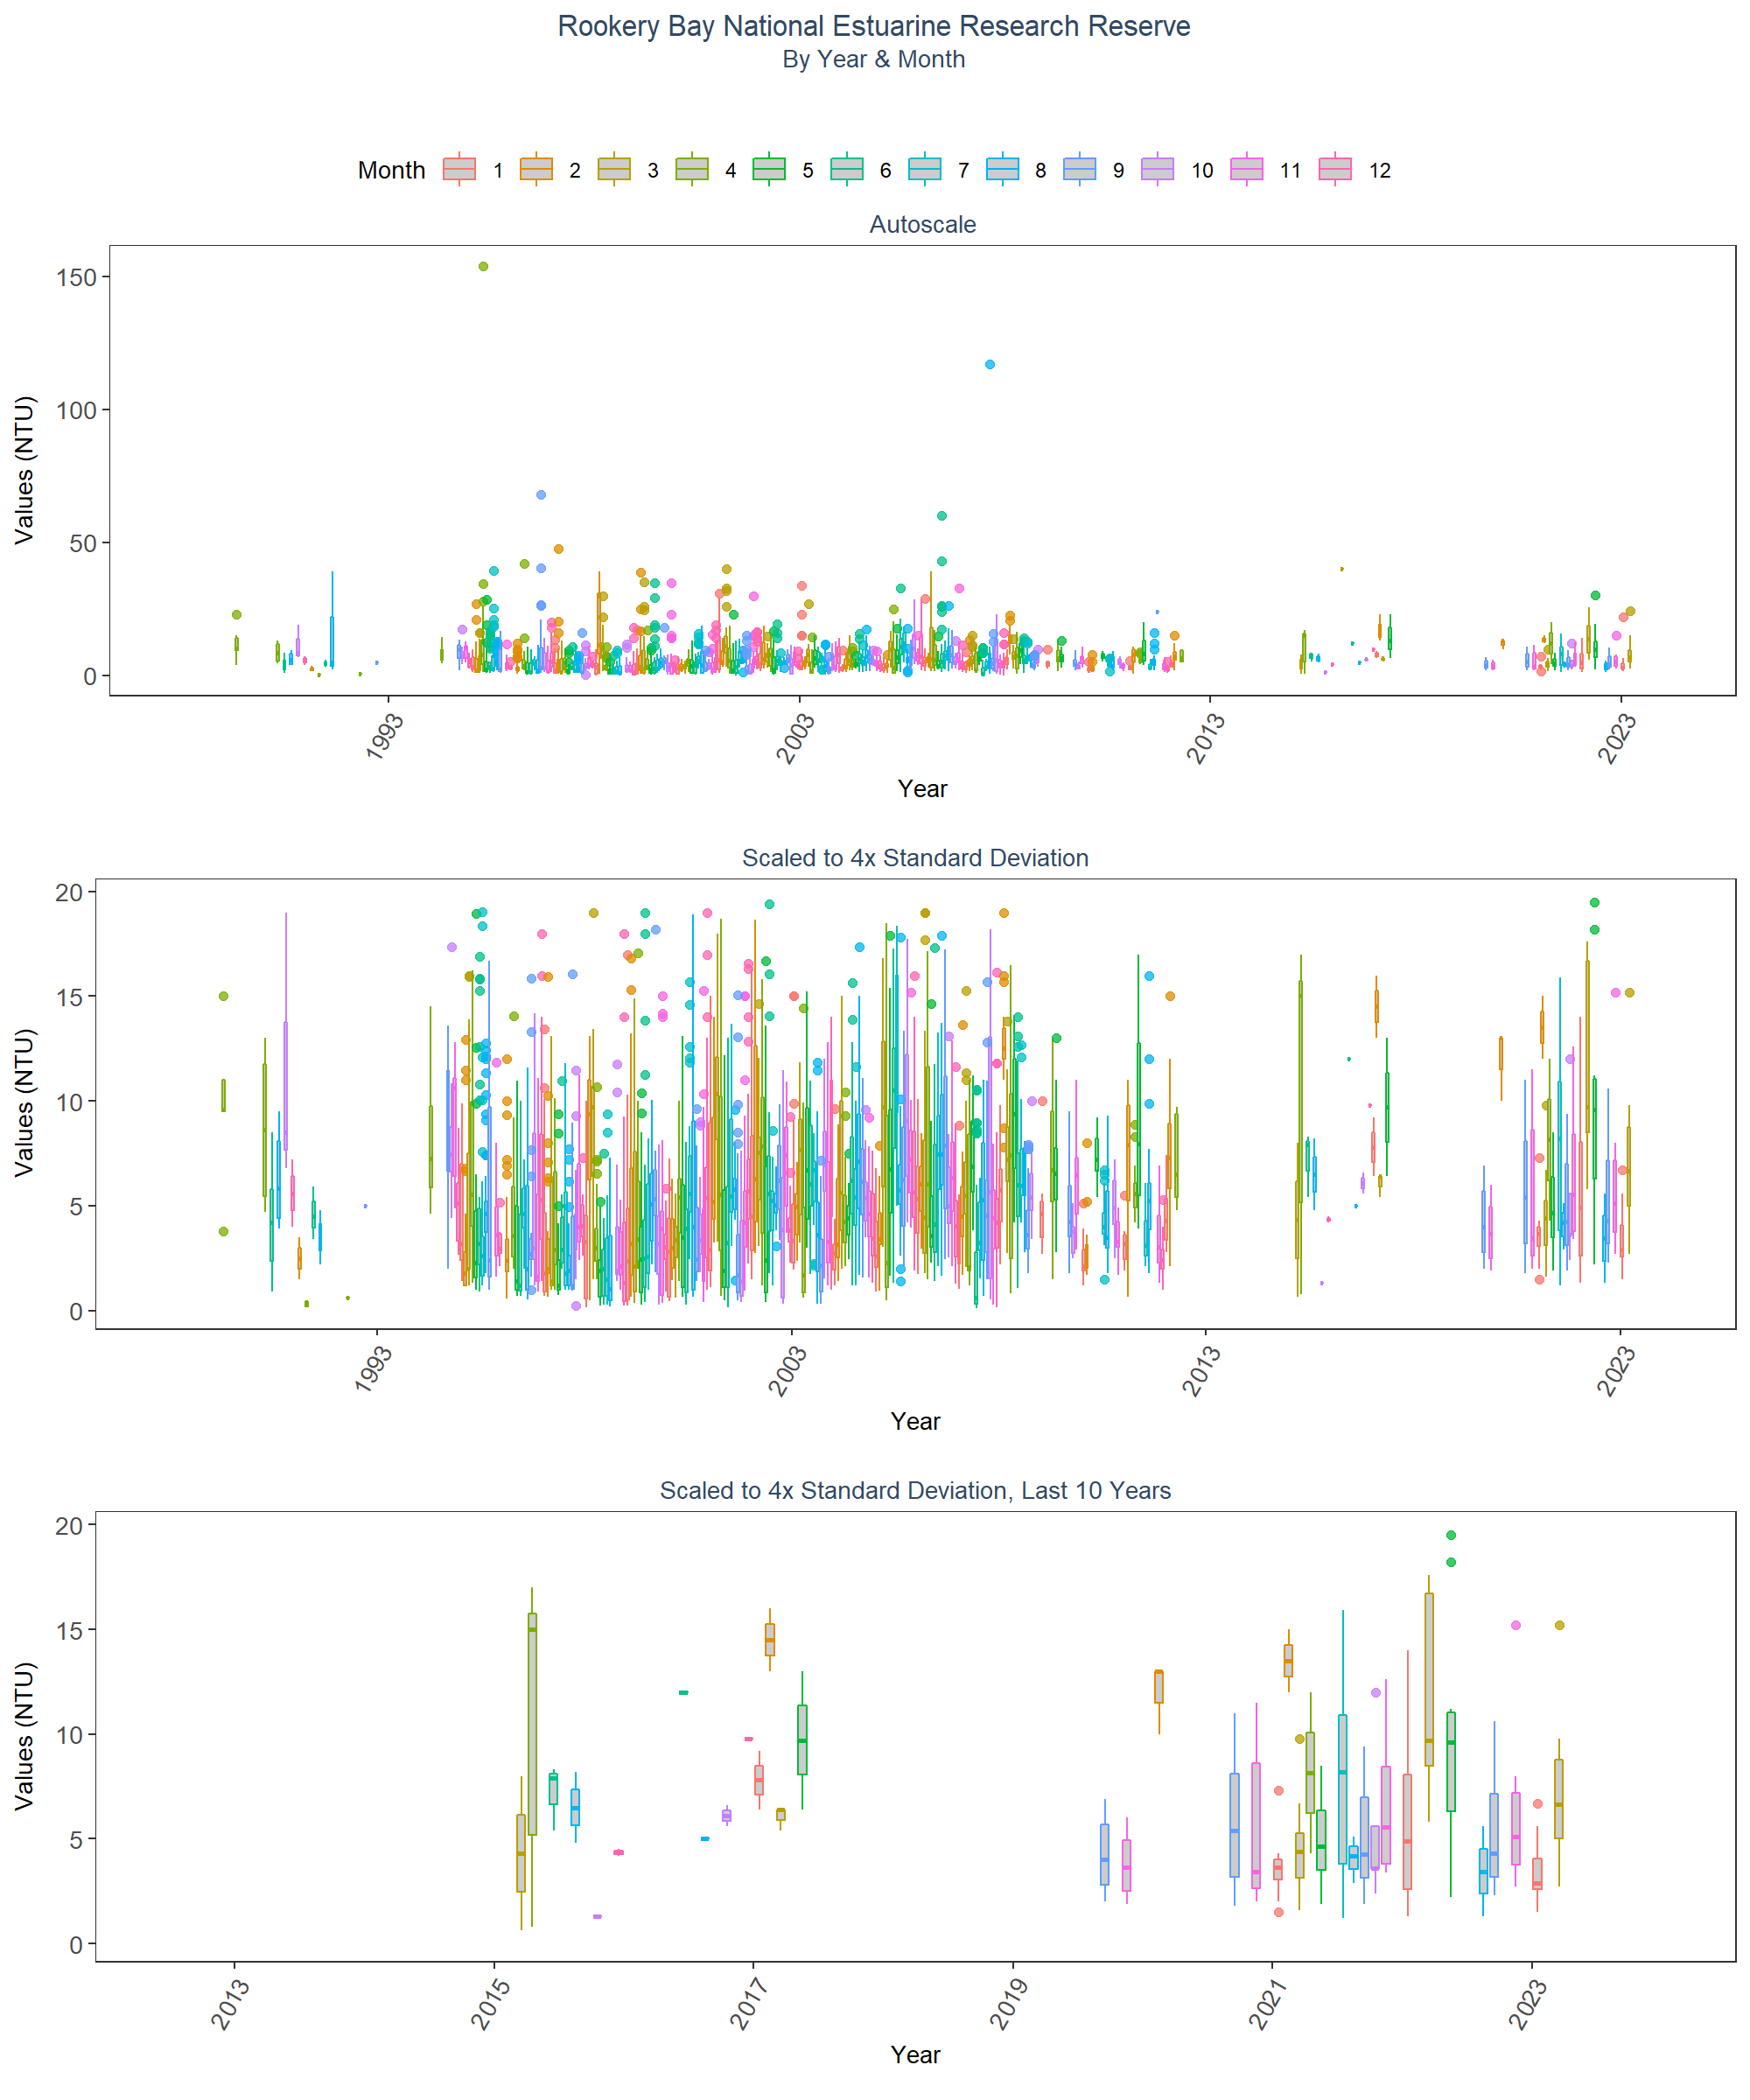 Rookery Bay National Estuarine Research Reserve
By Year & Month
Month 1 2 3 4 5 6 7 8 9 10 11 12
Autoscale
Values (NTU)
150
100
50
0
1993 2003 2013 2023
Year
Scaled to 4x Standard Deviation
Values (NTU)
20
15
10
5
0
1993 2003 2013 2023
Year
Scaled to 4x Standard Deviation, Last 10 Years
Values (NTU)
20
15
10
5
0
2013 2015 2017 2019 2021 2023
Year